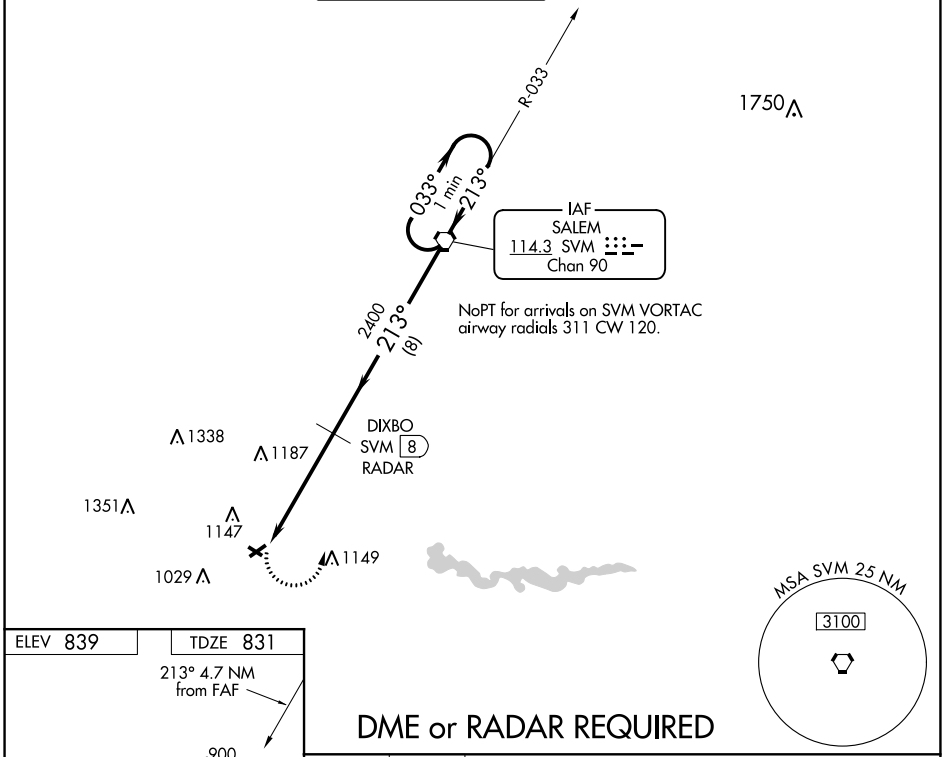 R-033
1750
033°
1 min
213°
IAF
SALEM
114.3 SVM
Chan 90
NoPT for arrivals on SVM VORTAC
airway radials 311 CW 120.
2400
213°
(8)
DIXBO
SVM 8
RADAR
1338
1187
1351
1147
1149
1029
MSA SVM 25 NM
3100
ELEV 839
TDZE 831
213° 4.7 NM
from FAF
DME or RADAR REQUIRED